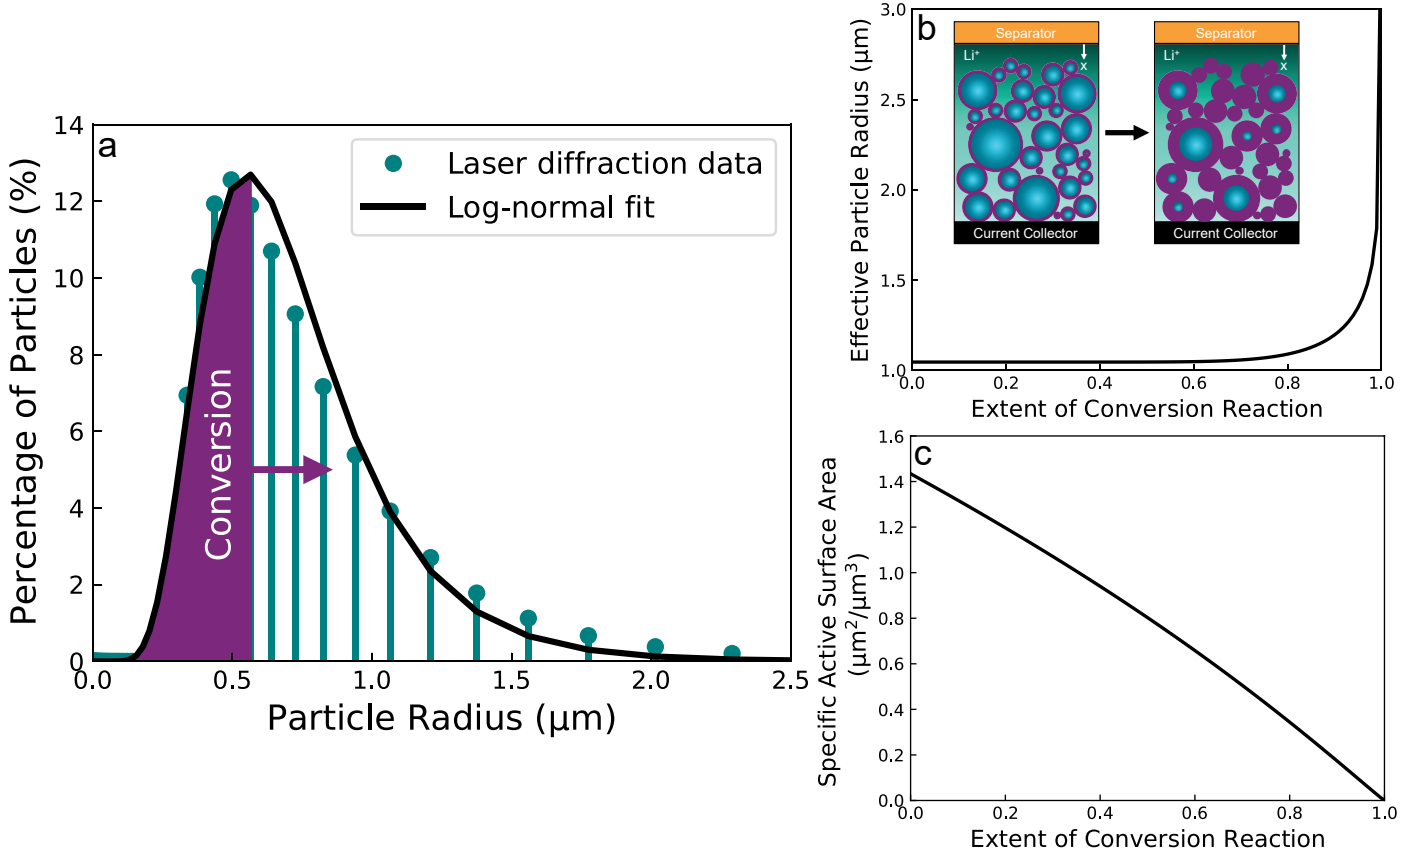 a
14
12
10
8
6
4
2
0
0.0 0.5 1.0 1.5 2.0 2.5
Percentage of Particles (%)
Particle Radius (μm)
Laser diffraction data
Log-normal fit
Conversion
b
3.0
2.5
2.0
1.5
1.0
0.0 0.2 0.4 0.6 0.8 1.0
Effective Particle Radius (μm)
Extent of Conversion Reaction
Separator
Li⁺
x
Current Collector
Separator
Li⁺
x
Current Collector
c
1.6
1.4
1.2
1.0
0.8
0.6
0.4
0.2
0.0
0.0 0.2 0.4 0.6 0.8 1.0
Specific Active Surface Area
(μm²/μm³)
Extent of Conversion Reaction